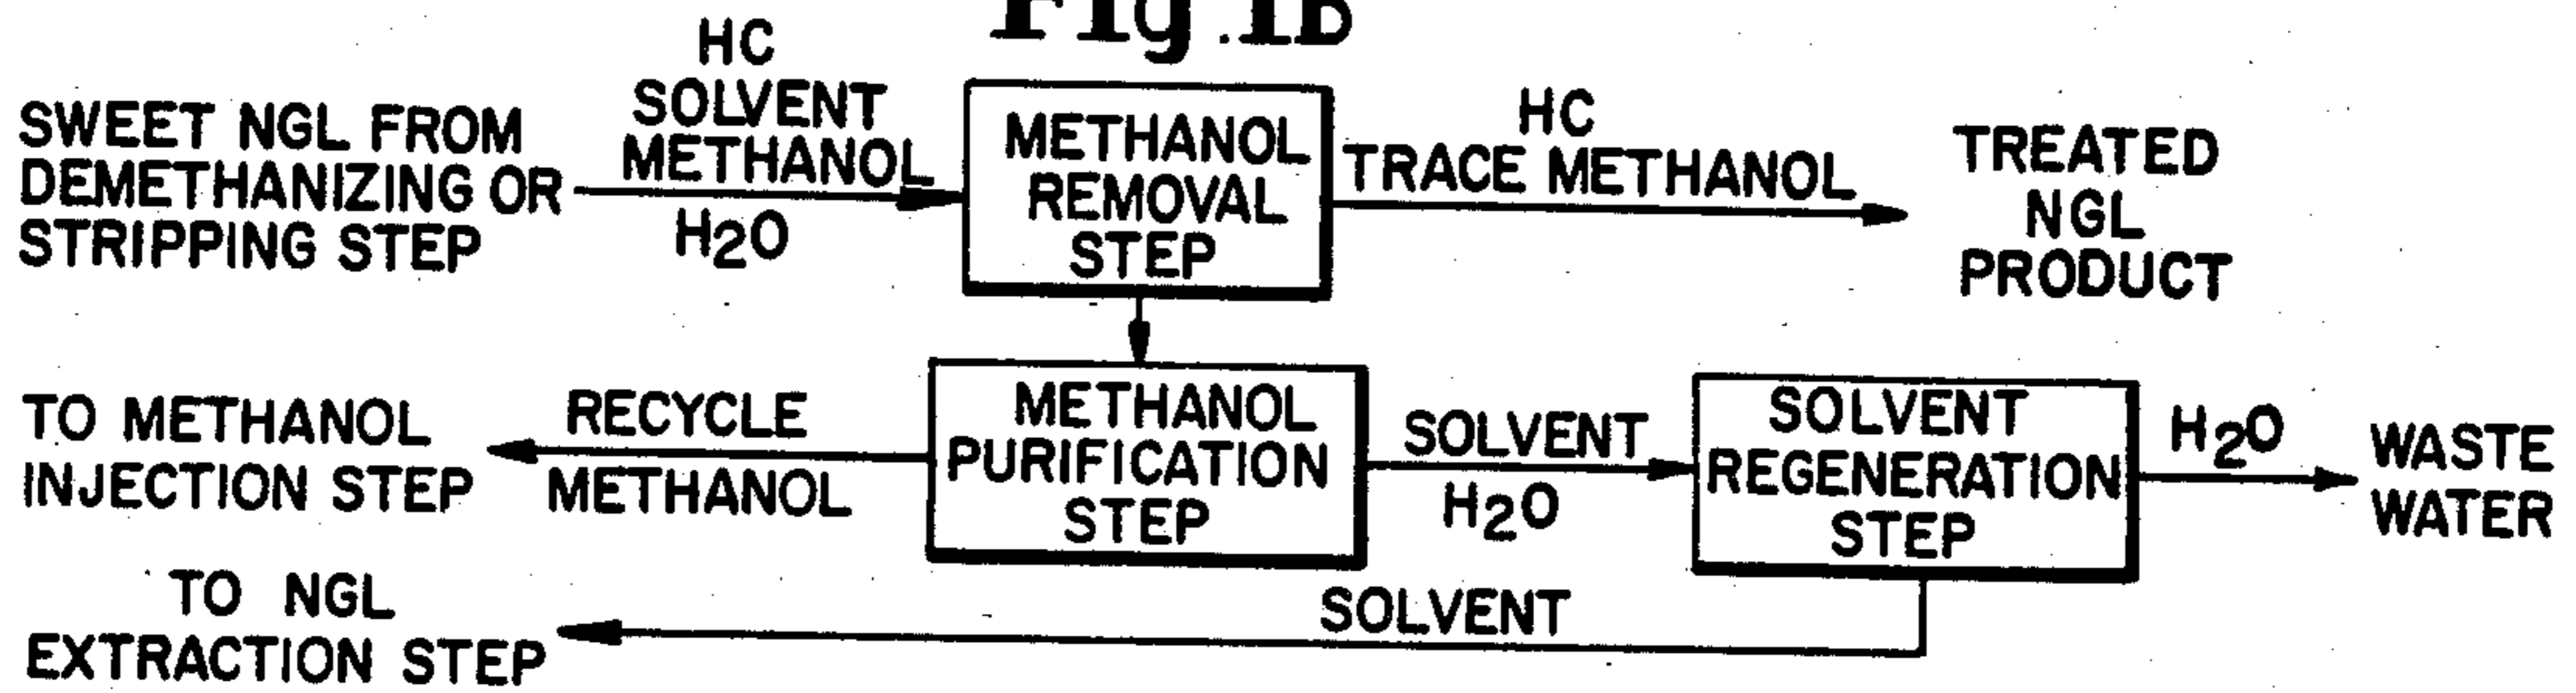 Fig. 1B
HC
SOLVENT
METHANOL
H2O
SWEET NGL FROM
DEMETHANIZING OR
STRIPPING STEP
METHANOL
REMOVAL
STEP
HC
TRACE METHANOL
TREATED
NGL
PRODUCT
TO METHANOL
INJECTION STEP
RECYCLE
METHANOL
METHANOL
PURIFICATION
STEP
SOLVENT
H2O
SOLVENT
REGENERATION
STEP
H2O
WASTE
WATER
TO NGL
EXTRACTION STEP
SOLVENT